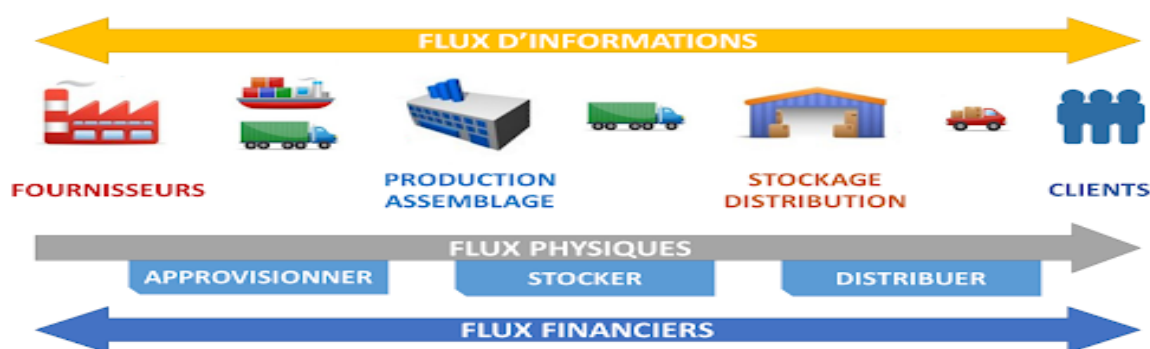 FLUX D'INFORMATIONS
FOURNISSEURS
PRODUCTION
ASSEMBLAGE
STOCKAGE
DISTRIBUTION
CLIENTS
FLUX PHYSIQUES
APPROVISIONNER
STOCKER
DISTRIBUER
FLUX FINANCIERS